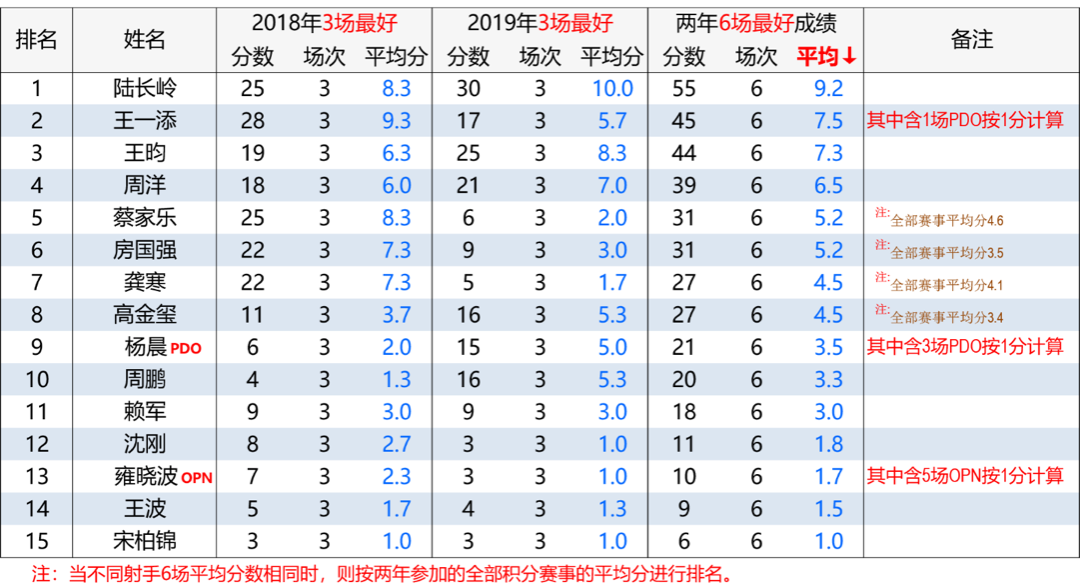 排名 姓名 2018年3场最好 2019年3场最好 两年6场最好成绩 备注
分数 场次 平均分 分数 场次 平均分 分数 场次 平均↓
1 陆长岭 25 3 8.3 30 3 10.0 55 6 9.2
2 王一添 28 3 9.3 17 3 5.7 45 6 7.5 其中含1场PDO按1分计算
3 王昀 19 3 6.3 25 3 8.3 44 6 7.3
4 周洋 18 3 6.0 21 3 7.0 39 6 6.5
5 蔡家乐 25 3 8.3 6 3 2.0 31 6 5.2 注:全部赛事平均分4.6
6 房国强 22 3 7.3 9 3 3.0 31 6 5.2 注:全部赛事平均分3.5
7 龚寒 22 3 7.3 5 3 1.7 27 6 4.5 注:全部赛事平均分4.1
8 高金玺 11 3 3.7 16 3 5.3 27 6 4.5 注:全部赛事平均分3.4
9 杨晨 PDO 6 3 2.0 15 3 5.0 21 6 3.5 其中含3场PDO按1分计算
10 周鹏 4 3 1.3 16 3 5.3 20 6 3.3
11 赖军 9 3 3.0 9 3 3.0 18 6 3.0
12 沈刚 8 3 2.7 3 3 1.0 11 6 1.8
13 雍晓波 OPN 7 3 2.3 3 3 1.0 10 6 1.7 其中含5场OPN按1分计算
14 王波 5 3 1.7 4 3 1.3 9 6 1.5
15 宋柏锦 3 3 1.0 3 3 1.0 6 6 1.0
注：当不同射手6场平均分数相同时，则按两年参加的全部积分赛事的平均分进行排名。